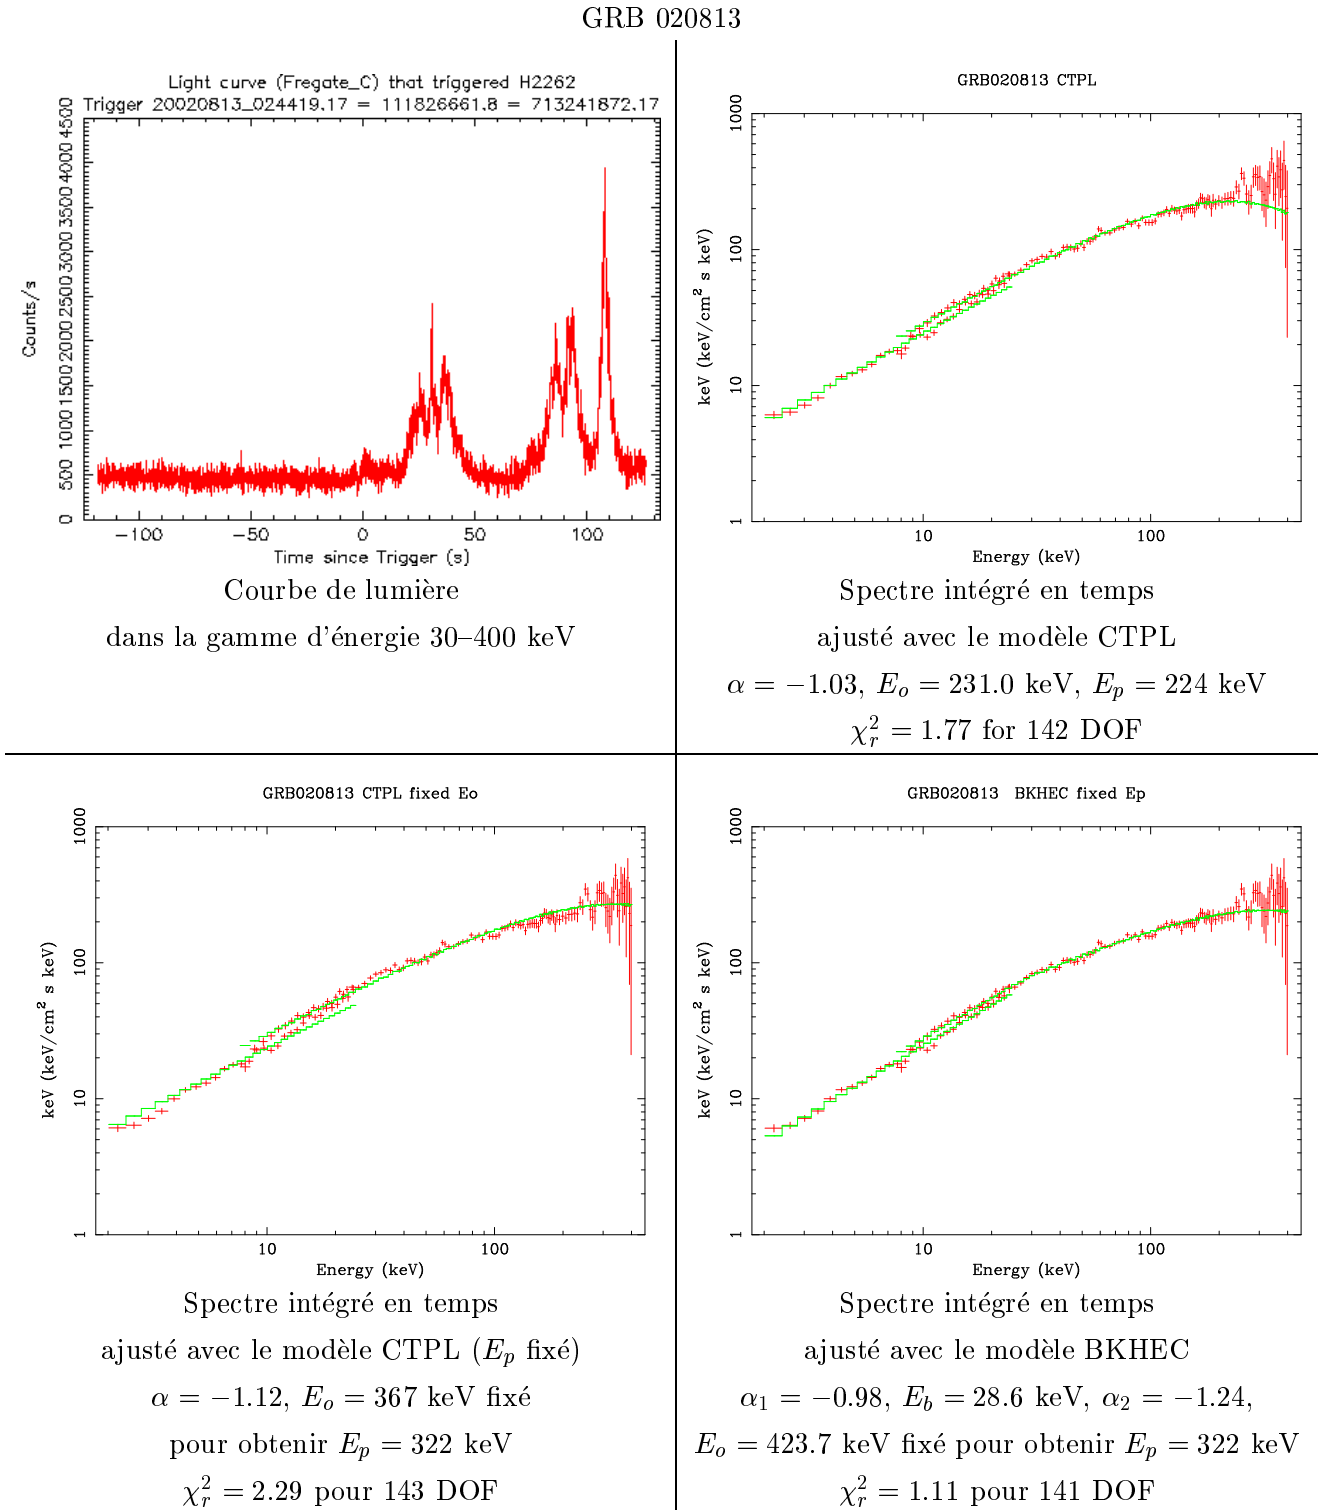 GRB 020813
Light curve (Fregate_C) that triggered H2262
Trigger 20020813_024419.17 = 111826661.8 = 713241872.17
Counts/s
0 500 1000 1500 2000 2500 3000 3500 4000 4500
−100 −50 0 50 100
Time since Trigger (s)
Courbe de lumière
dans la gamme d'énergie 30–400 keV
GRB020813 CTPL
keV (keV/cm² s keV)
1 10 100 1000
10 100
Energy (keV)
Spectre intégré en temps
ajusté avec le modèle CTPL
α = −1.03, E_o = 231.0 keV, E_p = 224 keV
χ_r^2 = 1.77 for 142 DOF
GRB020813 CTPL fixed Eo
keV (keV/cm² s keV)
1 10 100 1000
10 100
Energy (keV)
Spectre intégré en temps
ajusté avec le modèle CTPL (E_p fixé)
α = −1.12, E_o = 367 keV fixé
pour obtenir E_p = 322 keV
χ_r^2 = 2.29 pour 143 DOF
GRB020813 BKHEC fixed Ep
keV (keV/cm² s keV)
1 10 100 1000
10 100
Energy (keV)
Spectre intégré en temps
ajusté avec le modèle BKHEC
α_1 = −0.98, E_b = 28.6 keV, α_2 = −1.24,
E_o = 423.7 keV fixé pour obtenir E_p = 322 keV
χ_r^2 = 1.11 pour 141 DOF